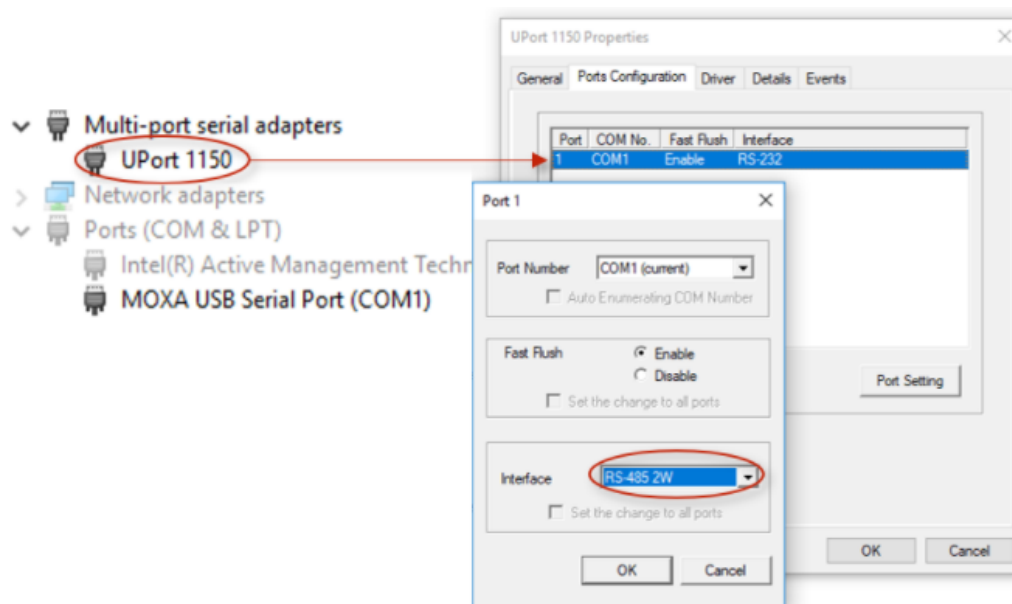 Multi-port serial adapters
UPort 1150
Network adapters
Ports (COM & LPT)
Intel(R) Active Management Techn
MOXA USB Serial Port (COM1)
UPort 1150 Properties
General Ports Configuration Driver Details Events
Port COM No. Fast Flush Interface
1 COM1 Enable RS-232
Port Setting
OK Cancel
Port 1
Port Number COM1 (current)
Auto Enumerating COM Number
Fast Flush Enable
Disable
Set the change to all ports
Interface RS-485 2W
Set the change to all ports
OK Cancel